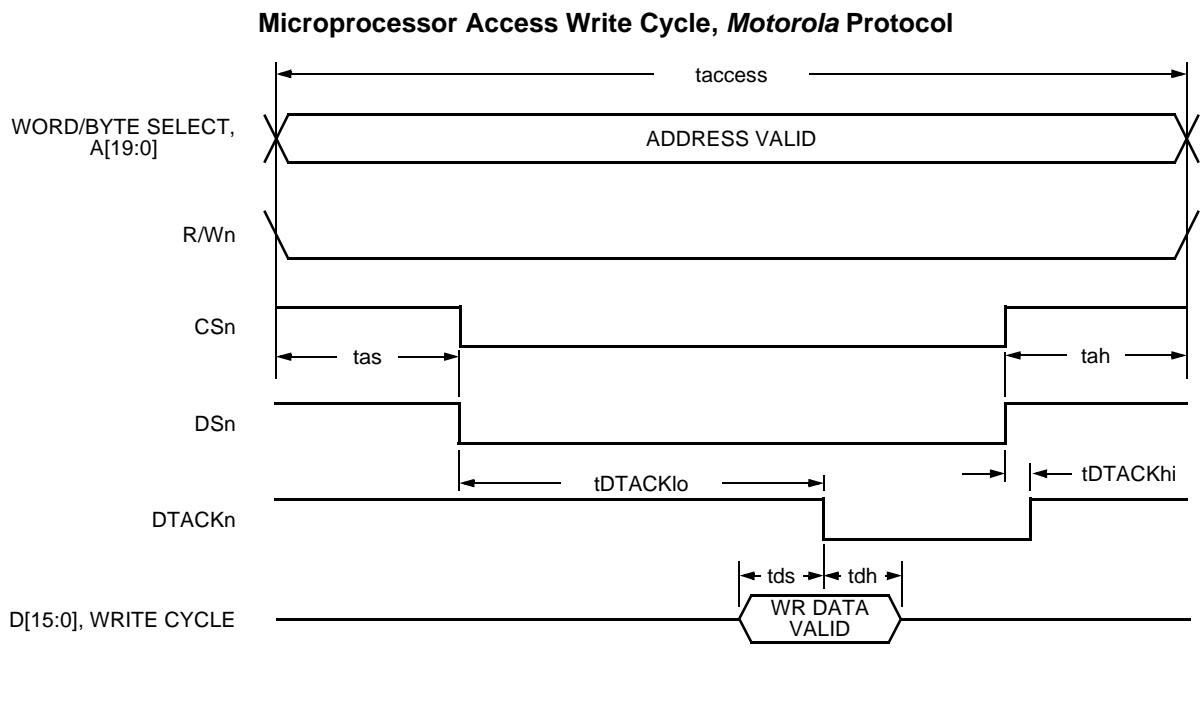 Microprocessor Access Write Cycle, Motorola Protocol
taccess
WORD/BYTE SELECT,
A[19:0]
ADDRESS VALID
R/Wn
CSn
tas
tah
DSn
tDTACKlo
tDTACKhi
DTACKn
tds
tdh
D[15:0], WRITE CYCLE
WR DATA
VALID